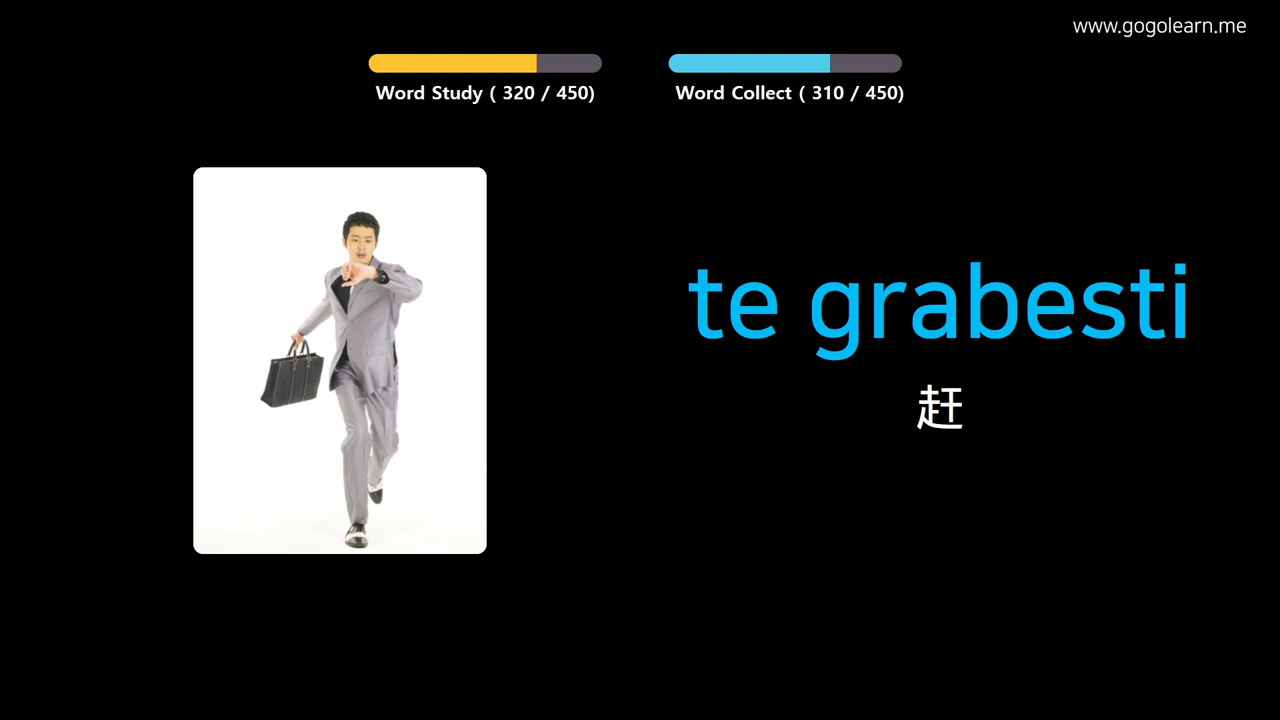 www.gogolearn.me
Word Study ( 320 / 450)
Word Collect ( 310 / 450)
te grabesti
赶